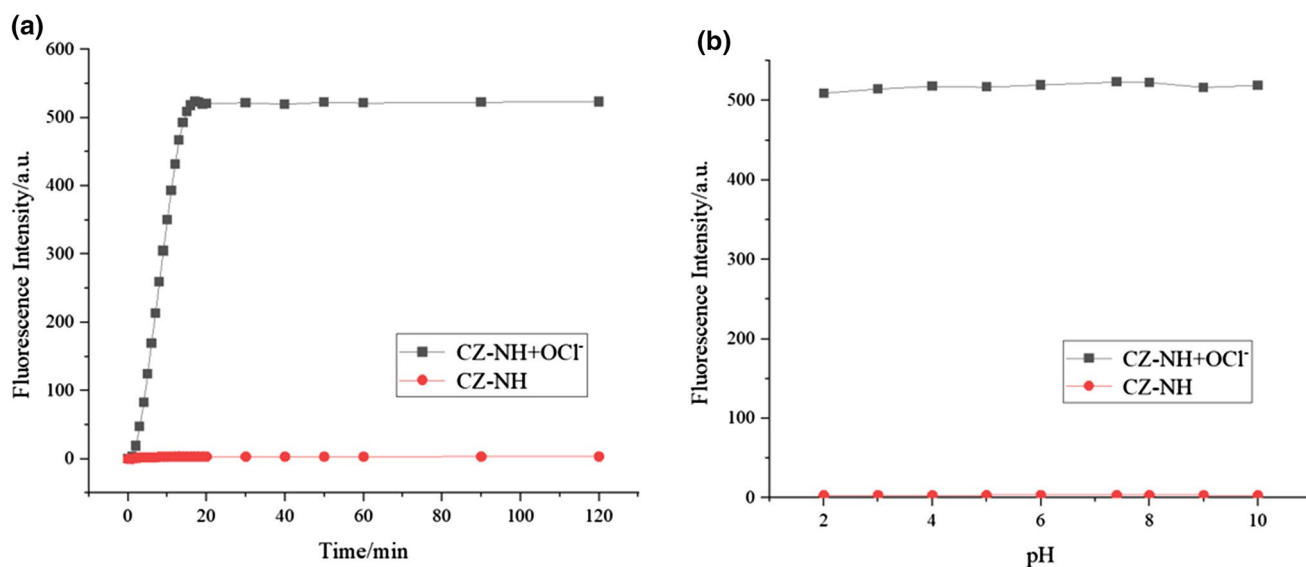 (a)
600
500
400
300
200
100
0
0 20 40 60 80 100 120
Fluorescence Intensity/a.u.
Time/min
CZ-NH+OCl⁻
CZ-NH
(b)
500
400
300
200
100
0
2 4 6 8 10
Fluorescence Intensity/a.u.
pH
CZ-NH+OCl⁻
CZ-NH